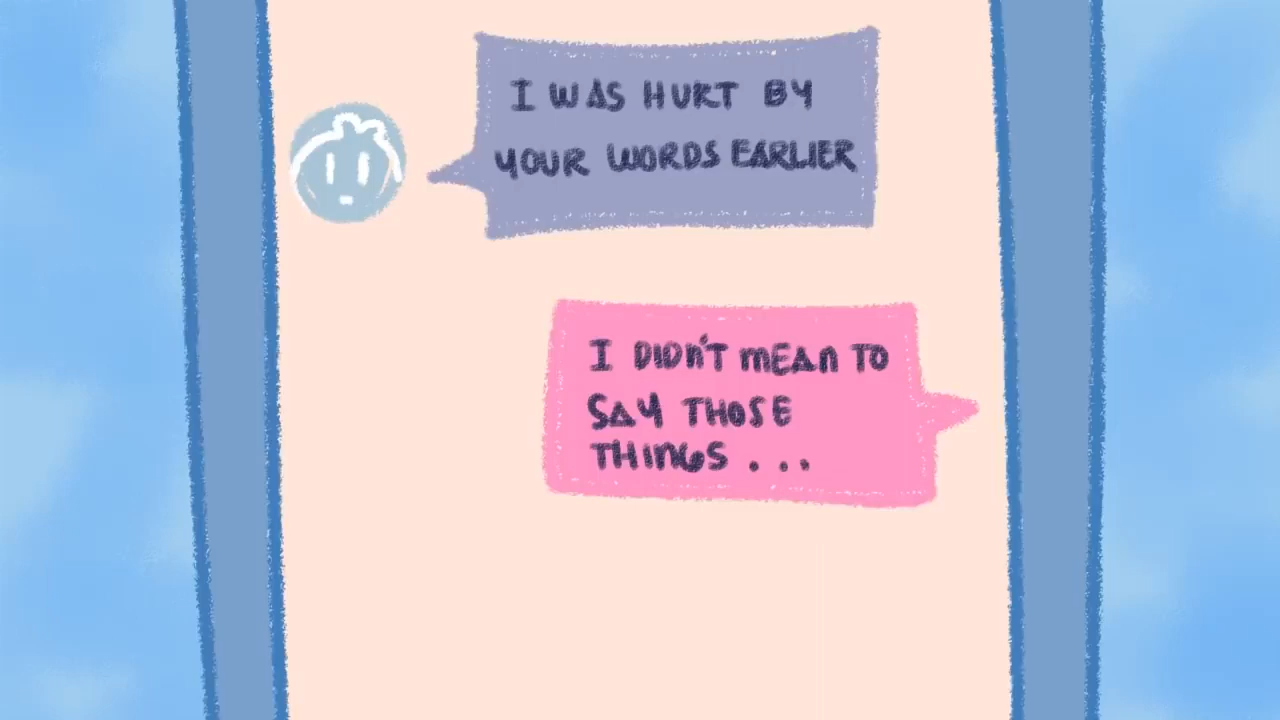 I WAS HURT BY
YOUR WORDS EARLIER
I DIDN'T MEAN TO
SAY THOSE
THINGS...